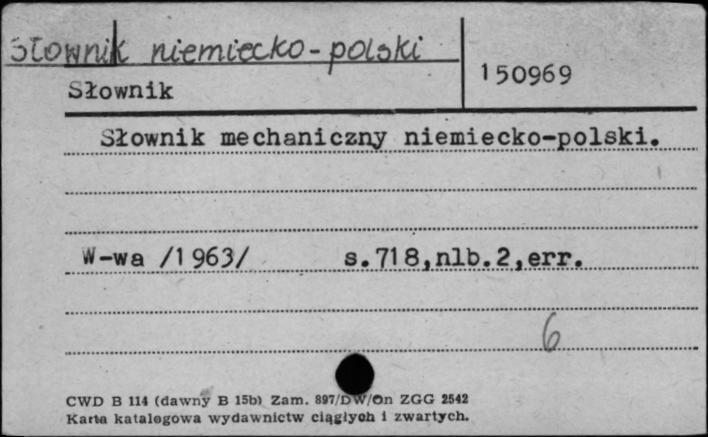 Słownik niemiecko-polski
150969
Słownik
Słownik mechaniczny niemiecko-polski.
W-wa /1963/ s.718,nlb.2,err.
6
CWD B 114 (dawny B 15b) Zam. 897/DW/On ZGG 2542
Karta katalogowa wydawnictw ciągłych i zwartych.